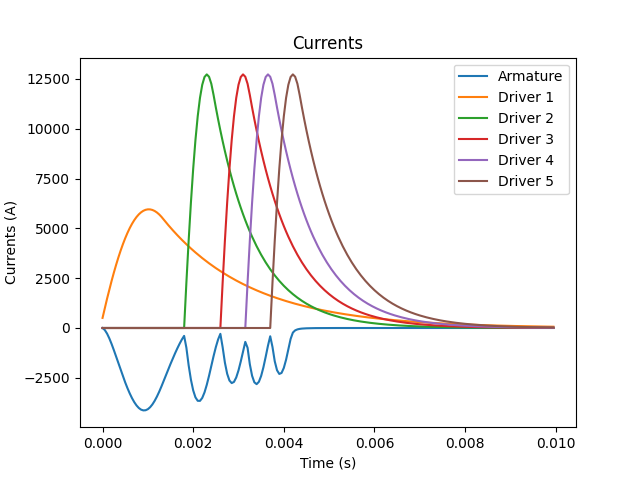 Currents
Currents (A)
12500
10000
7500
5000
2500
0
−2500
0.000
0.002
0.004
0.006
0.008
0.010
Time (s)
Armature
Driver 1
Driver 2
Driver 3
Driver 4
Driver 5